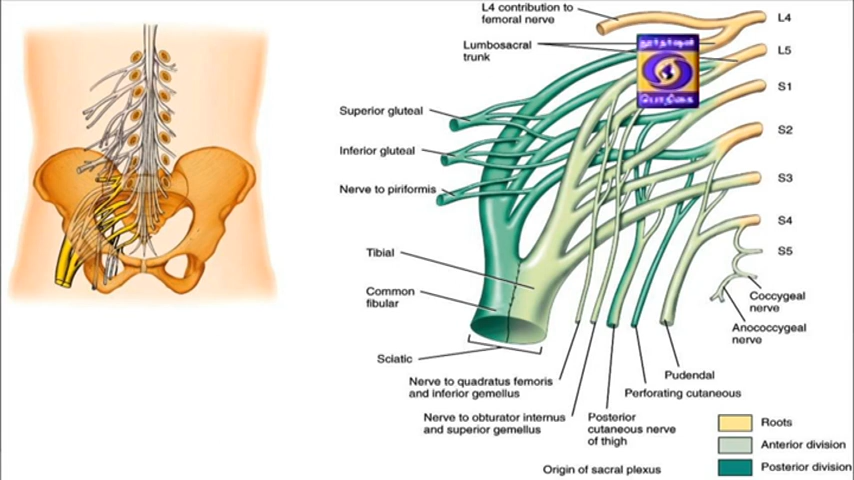 L4 contribution to
femoral nerve
Lumbosacral
trunk
Superior gluteal
Inferior gluteal
Nerve to piriformis
Tibial
Common
fibular
Sciatic
Nerve to quadratus femoris
and inferior gemellus
Nerve to obturator internus
and superior gemellus
Posterior
cutaneous nerve
of thigh
Perforating cutaneous
Pudendal
Anococcygeal
nerve
Coccygeal
nerve
L4
L5
S1
S2
S3
S4
S5
பொதிகை
Roots
Anterior division
Posterior division
Origin of sacral plexus